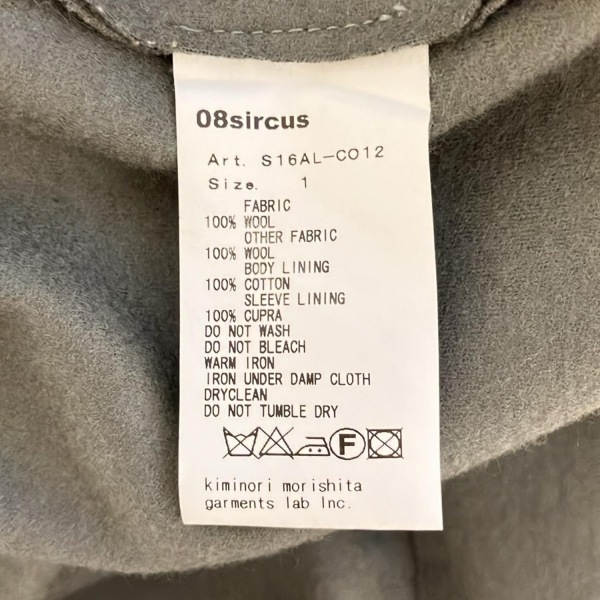 08sircus
Art. S16AL-CO12
Size. 1
FABRIC
100% WOOL
OTHER FABRIC
100% WOOL
BODY LINING
100% COTTON
SLEEVE LINING
100% CUPRA
DO NOT WASH
DO NOT BLEACH
WARM IRON
IRON UNDER DAMP CLOTH
DRYCLEAN
DO NOT TUMBLE DRY
F
kiminori morishita
garments lab Inc.